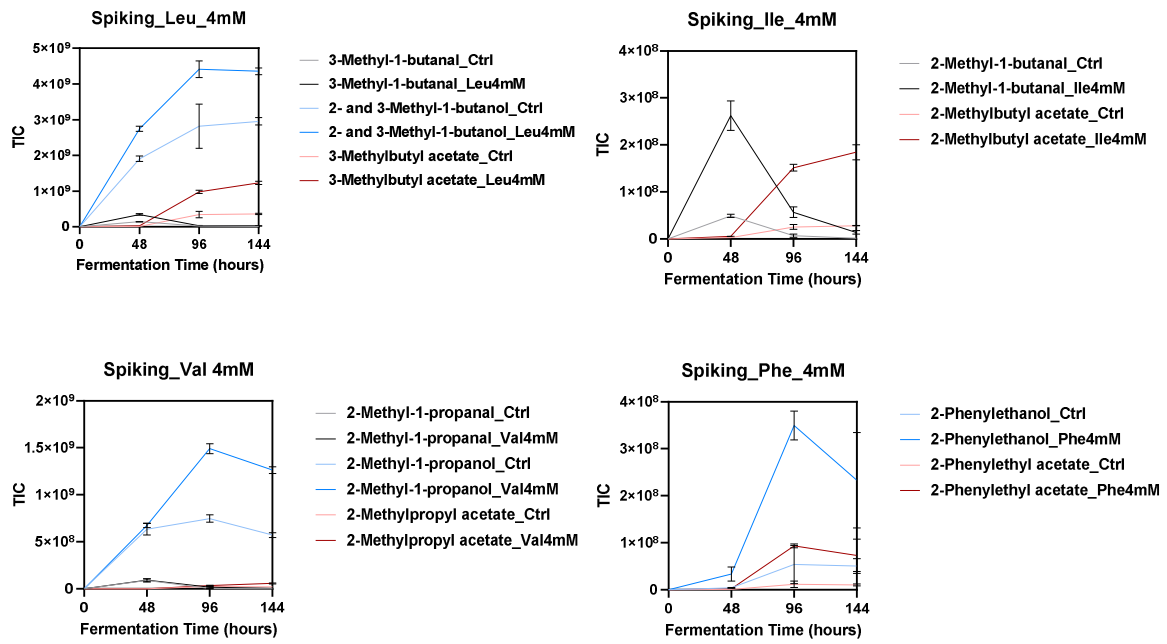 Spiking_Leu_4mM
5×10⁹
4×10⁹
3×10⁹
2×10⁹
1×10⁹
0
TIC
0 48 96 144
Fermentation Time (hours)
3-Methyl-1-butanal_Ctrl
3-Methyl-1-butanal_Leu4mM
2- and 3-Methyl-1-butanol_Ctrl
2- and 3-Methyl-1-butanol_Leu4mM
3-Methylbutyl acetate_Ctrl
3-Methylbutyl acetate_Leu4mM
Spiking_Ile_4mM
4×10⁸
3×10⁸
2×10⁸
1×10⁸
0
TIC
0 48 96 144
Fermentation Time (hours)
2-Methyl-1-butanal_Ctrl
2-Methyl-1-butanal_Ile4mM
2-Methylbutyl acetate_Ctrl
2-Methylbutyl acetate_Ile4mM
Spiking_Val 4mM
2×10⁹
1.5×10⁹
1×10⁹
5×10⁸
0
TIC
0 48 96 144
Fermentation Time (hours)
2-Methyl-1-propanal_Ctrl
2-Methyl-1-propanal_Val4mM
2-Methyl-1-propanol_Ctrl
2-Methyl-1-propanol_Val4mM
2-Methylpropyl acetate_Ctrl
2-Methylpropyl acetate_Val4mM
Spiking_Phe_4mM
4×10⁸
3×10⁸
2×10⁸
1×10⁸
0
TIC
0 48 96 144
Fermentation Time (hours)
2-Phenylethanol_Ctrl
2-Phenylethanol_Phe4mM
2-Phenylethyl acetate_Ctrl
2-Phenylethyl acetate_Phe4mM